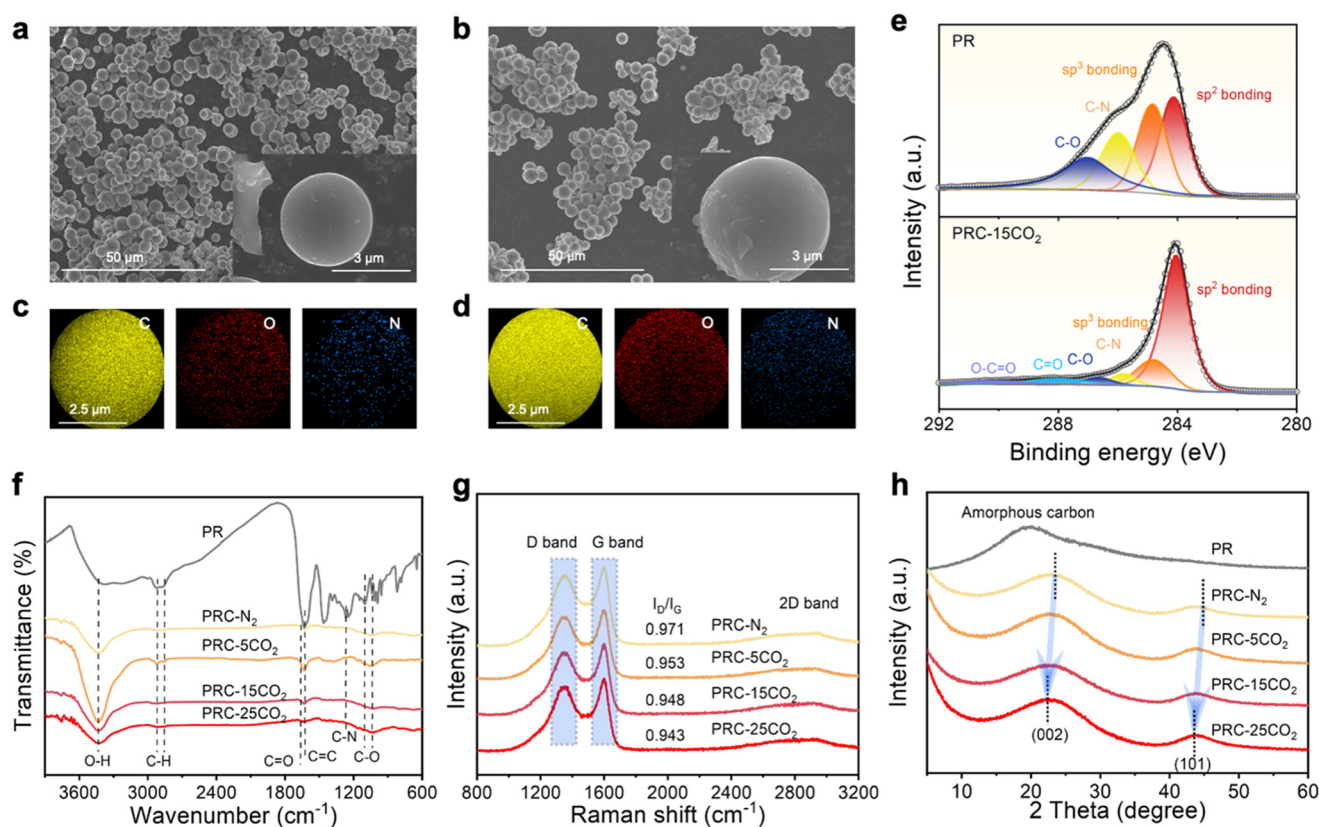 a
50 µm
3 µm
b
50 µm
3 µm
c
C
2.5 µm
O
N
d
C
2.5 µm
O
N
e
PR
sp³ bonding
C-N
C-O
sp² bonding
PRC-15CO₂
sp² bonding
sp³ bonding
C-N
C-O
C=O
O-C=O
Intensity (a.u.)
292 288 284 280
Binding energy (eV)
f
PR
PRC-N₂
PRC-5CO₂
PRC-15CO₂
PRC-25CO₂
O-H
C-H
C=O
C=C
C-N
C-O
Transmittance (%)
3600 3000 2400 1800 1200 600
Wavenumber (cm⁻¹)
g
D band
G band
2D band
I_D/I_G
0.971
PRC-N₂
0.953
PRC-5CO₂
0.948
PRC-15CO₂
0.943
PRC-25CO₂
Intensity (a.u.)
800 1200 1600 2000 2400 2800 3200
Raman shift (cm⁻¹)
h
Amorphous carbon
PR
PRC-N₂
PRC-5CO₂
PRC-15CO₂
PRC-25CO₂
(002)
(101)
Intensity (a.u.)
10 20 30 40 50 60
2 Theta (degree)